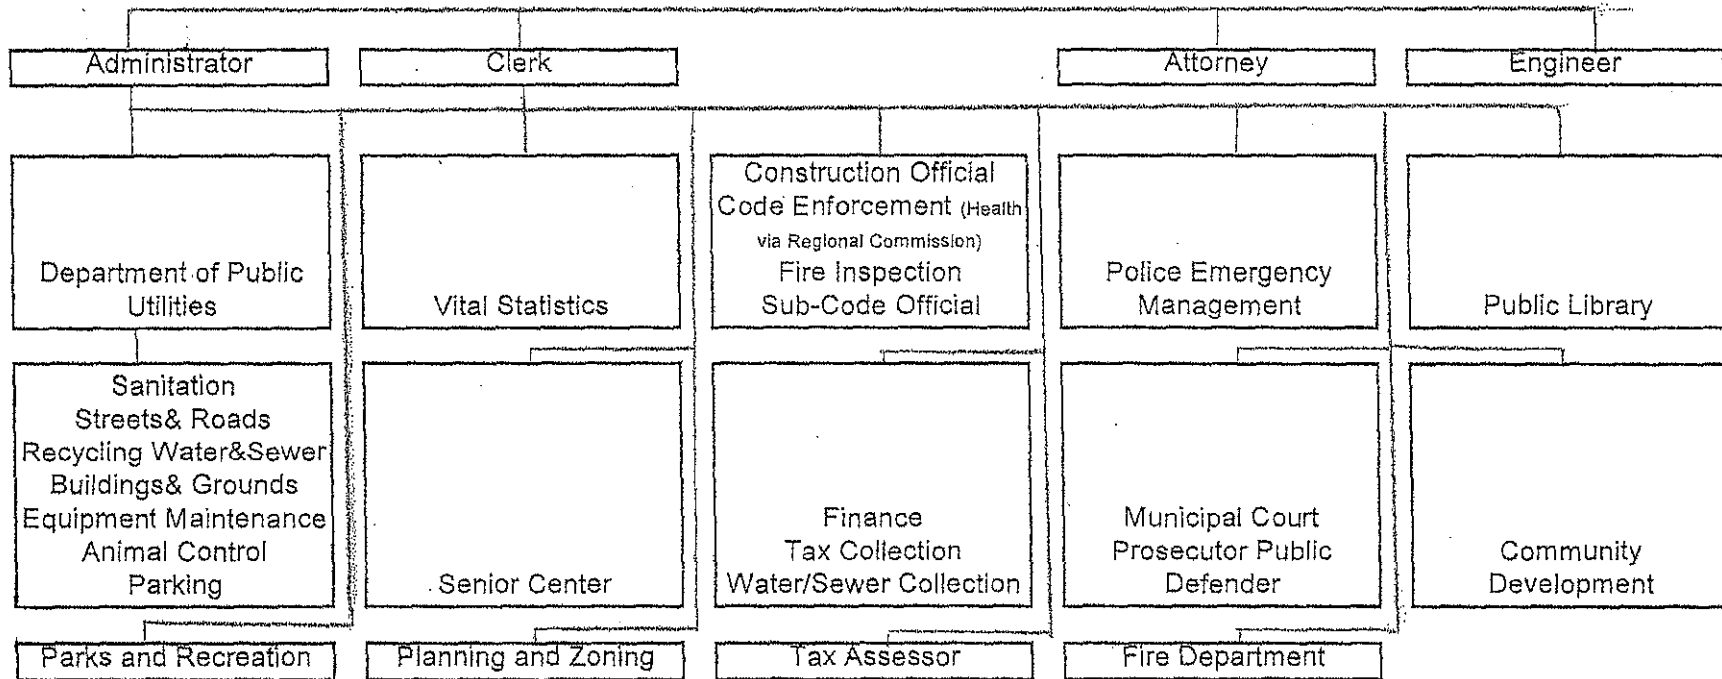 Administrator
Clerk
Attorney
Engineer
Department of Public
Utilities
Vital Statistics
Construction Official
Code Enforcement (Health
via Regional Commission)
Fire Inspection
Sub-Code Official
Police Emergency
Management
Public Library
Sanitation
Streets& Roads
Recycling Water&Sewer
Buildings& Grounds
Equipment Maintenance
Animal Control
Parking
Senior Center
Finance
Tax Collection
Water/Sewer Collection
Municipal Court
Prosecutor Public
Defender
Community
Development
Parks and Recreation
Planning and Zoning
Tax Assessor
Fire Department